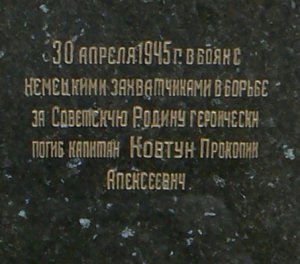 30 АПРЕЛЯ 1945 Г. В БОЯХ С
НЕМЕЦКИМИ ЗАХВАТЧИКАМИ В БОРЬБЕ
ЗА СОВЕТСКУЮ РОДИНУ ГЕРОИЧЕСКИ
ПОГИБ КАПИТАН КОВТУН ПРОКОПИЙ
АЛЕКСЕЕВИЧ